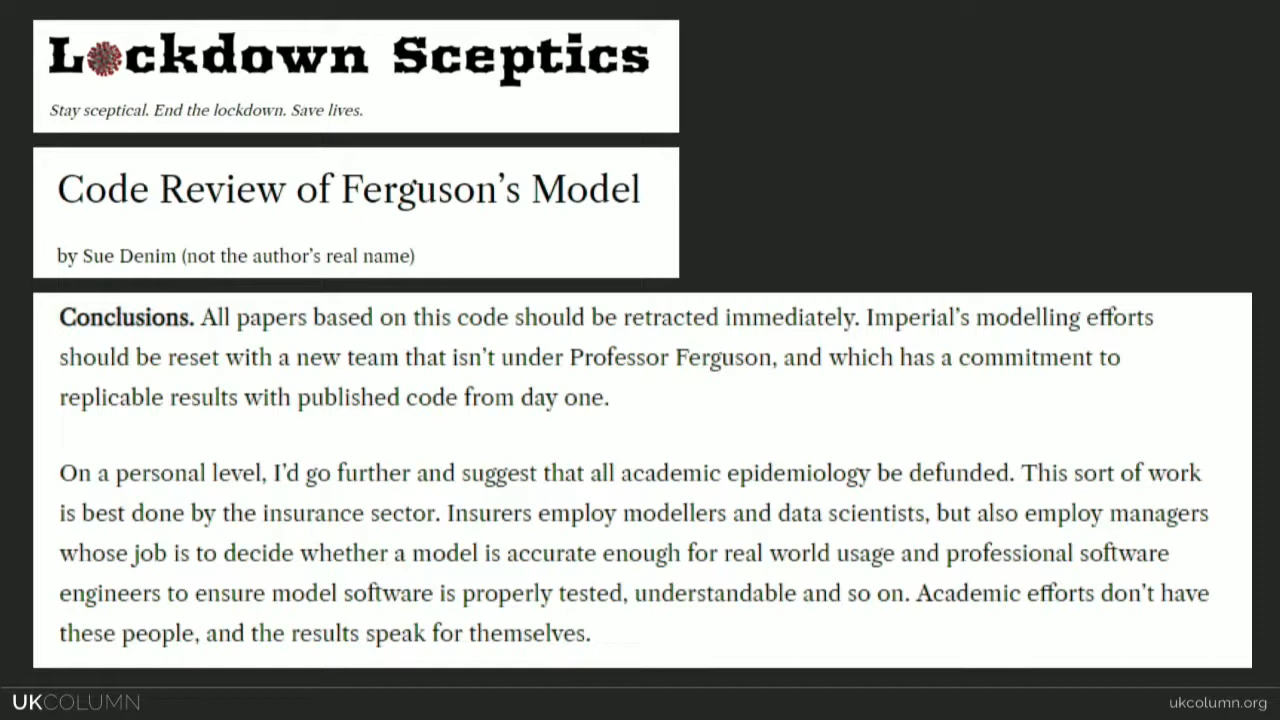 Lockdown Sceptics
Stay sceptical. End the lockdown. Save lives.
Code Review of Ferguson’s Model
by Sue Denim (not the author’s real name)
Conclusions. All papers based on this code should be retracted immediately. Imperial’s modelling efforts
should be reset with a new team that isn’t under Professor Ferguson, and which has a commitment to
replicable results with published code from day one.
On a personal level, I’d go further and suggest that all academic epidemiology be defunded. This sort of work
is best done by the insurance sector. Insurers employ modellers and data scientists, but also employ managers
whose job is to decide whether a model is accurate enough for real world usage and professional software
engineers to ensure model software is properly tested, understandable and so on. Academic efforts don’t have
these people, and the results speak for themselves.
UKCOLUMN
ukcolumn.org